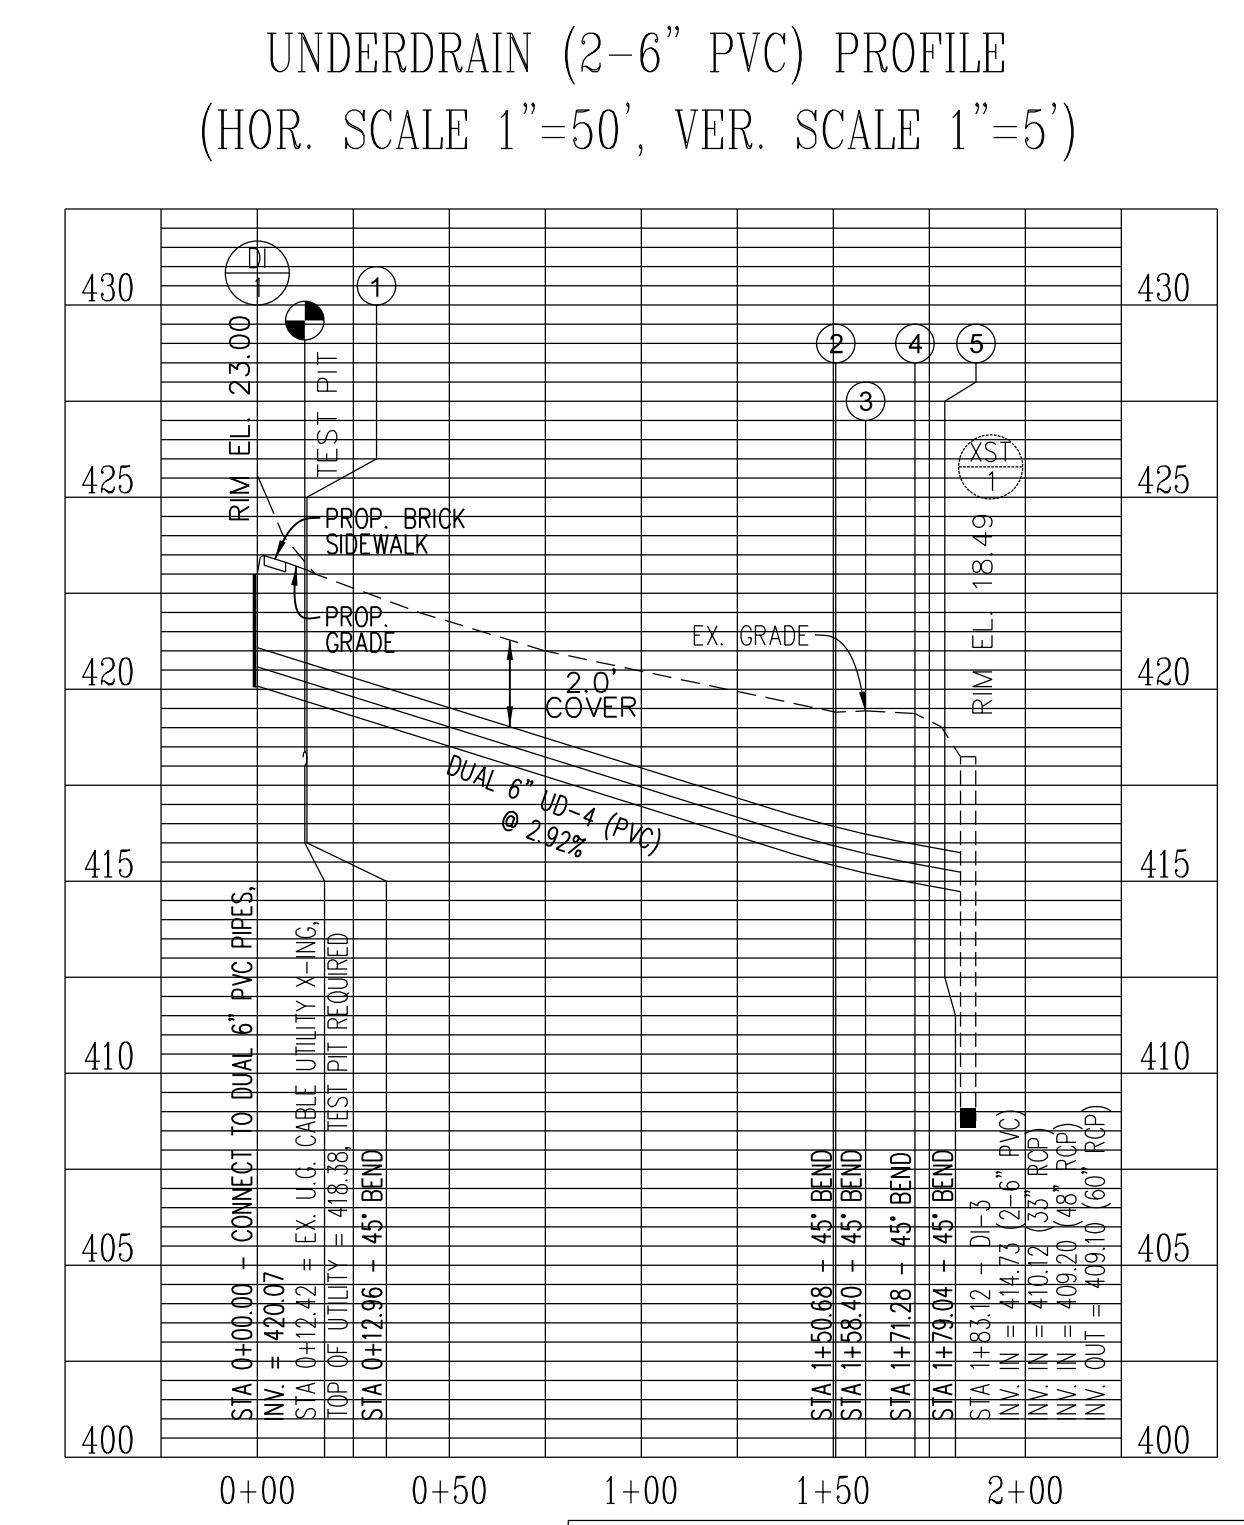 UNDERDRAIN (2-6" PVC) PROFILE
(HOR. SCALE 1"=50', VER. SCALE 1"=5')
DI
1
1
2
4
5
3
XST
1
430
430
425
425
420
420
415
415
410
410
405
405
400
400
RIM EL. 23.00
TEST PIT
PROP. BRICK
SIDEWALK
PROP.
GRADE
EX. GRADE
2.0'
COVER
RIM EL. 18.49
DUAL 6" UD-4 (PVC)
@ 2.92%
STA 0+00.00 - CONNECT TO DUAL 6" PVC PIPES,
INV. = 420.07
STA 0+12.42 = EX. U.G. CABLE UTILITY X-ING,
TOP OF UTILITY = 418.38, TEST PIT REQUIRED
STA 0+12.96 - 45° BEND
STA 1+50.68 - 45° BEND
STA 1+58.40 - 45° BEND
STA 1+71.28 - 45° BEND
STA 1+79.04 - 45° BEND
STA 1+83.12 - DI-3
INV. IN = 414.73 (2-6" PVC)
INV. IN = 410.12 (33" RCP)
INV. IN = 409.20 (48" RCP)
INV. OUT = 409.10 (60" RCP)
0+00
0+50
1+00
1+50
2+00